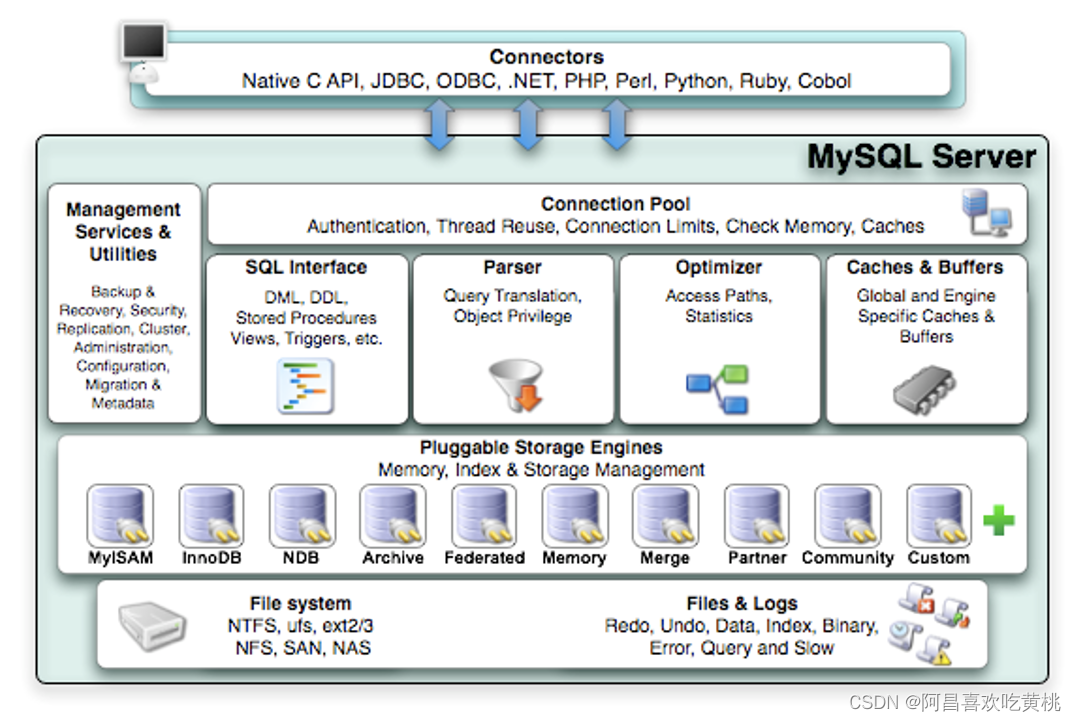 Connectors
Native C API, JDBC, ODBC, .NET, PHP, Perl, Python, Ruby, Cobol
MySQL Server
Management
Services &
Utilities
Backup &
Recovery, Security,
Replication, Cluster,
Administration,
Configuration,
Migration &
Metadata
Connection Pool
Authentication, Thread Reuse, Connection Limits, Check Memory, Caches
SQL Interface
DML, DDL,
Stored Procedures
Views, Triggers, etc.
Parser
Query Translation,
Object Privilege
Optimizer
Access Paths,
Statistics
Caches & Buffers
Global and Engine
Specific Caches &
Buffers
Pluggable Storage Engines
Memory, Index & Storage Management
MyISAM
InnoDB
NDB
Archive
Federated
Memory
Merge
Partner
Community
Custom
File system
NTFS, ufs, ext2/3
NFS, SAN, NAS
Files & Logs
Redo, Undo, Data, Index, Binary,
Error, Query and Slow
CSDN @阿昌喜欢吃黄桃